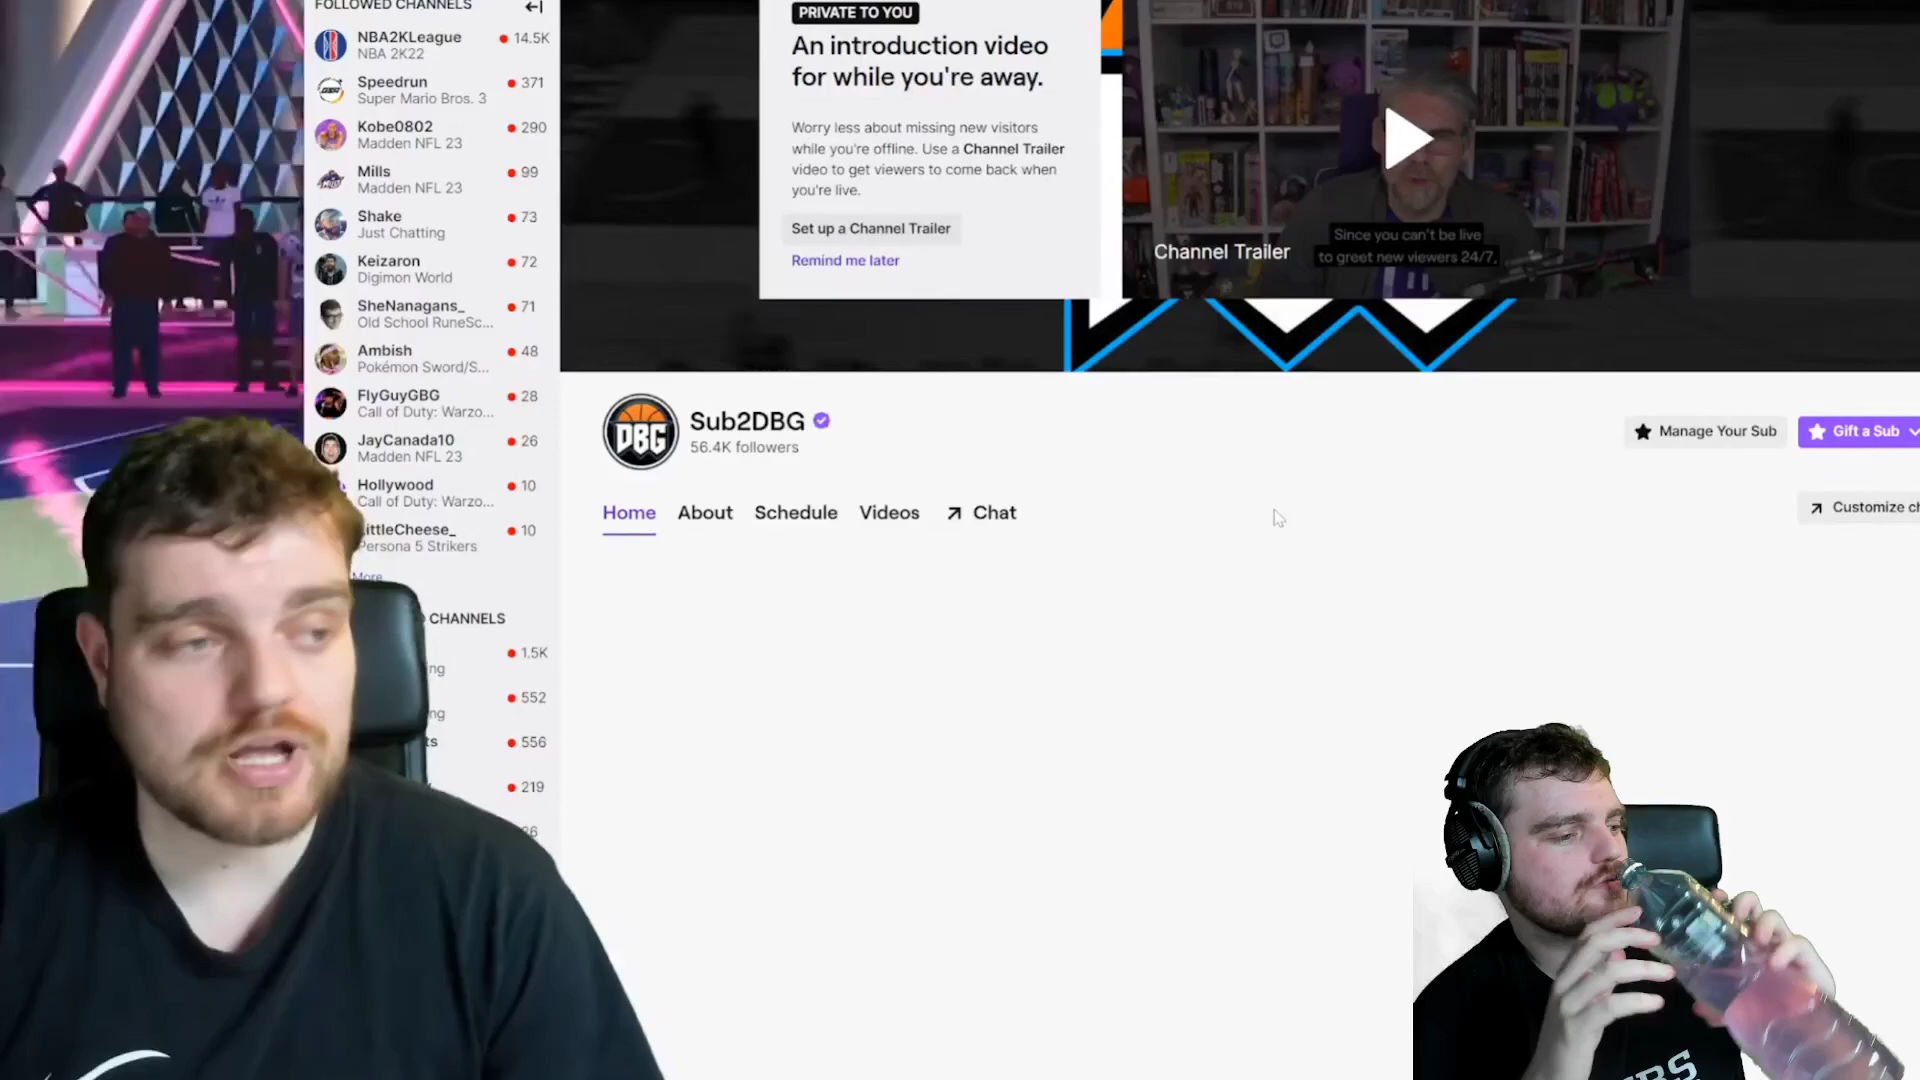 FOLLOWED CHANNELS
NBA2KLeague
14.5K
NBA 2K22
Speedrun
371
Super Mario Bros. 3
Kobe0802
290
Madden NFL 23
Mills
99
Madden NFL 23
Shake
73
Just Chatting
Keizaron
72
Digimon World
SheNanagans_
71
Old School RuneSc...
Ambish
48
Pokémon Sword/S...
FlyGuyGBG
28
Call of Duty: Warzo...
JayCanada10
26
Madden NFL 23
Hollywood
10
Call of Duty: Warzo...
ittleCheese_
10
Persona 5 Strikers
More
CHANNELS
1.5K
ng
552
ng
ts
556
219
36
PRIVATE TO YOU
An introduction video
for while you're away.
Worry less about missing new visitors
while you're offline. Use a Channel Trailer
video to get viewers to come back when
you're live.
Set up a Channel Trailer
Remind me later
Channel Trailer
Since you can't be live
to greet new viewers 24/7,
DBG
Sub2DBG
56.4K followers
Manage Your Sub
Gift a Sub
Home About Schedule Videos Chat
Customize ch